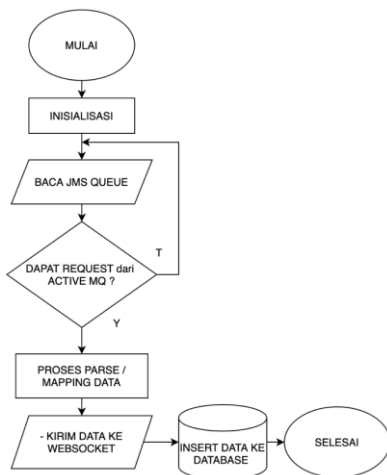 MULAI
INISIALISASI
BACA JMS QUEUE
T
DAPAT REQUEST dari
ACTIVE MQ ?
Y
PROSES PARSE /
MAPPING DATA
- KIRIM DATA KE
WEBSOCKET
INSERT DATA KE
DATABASE
SELESAI